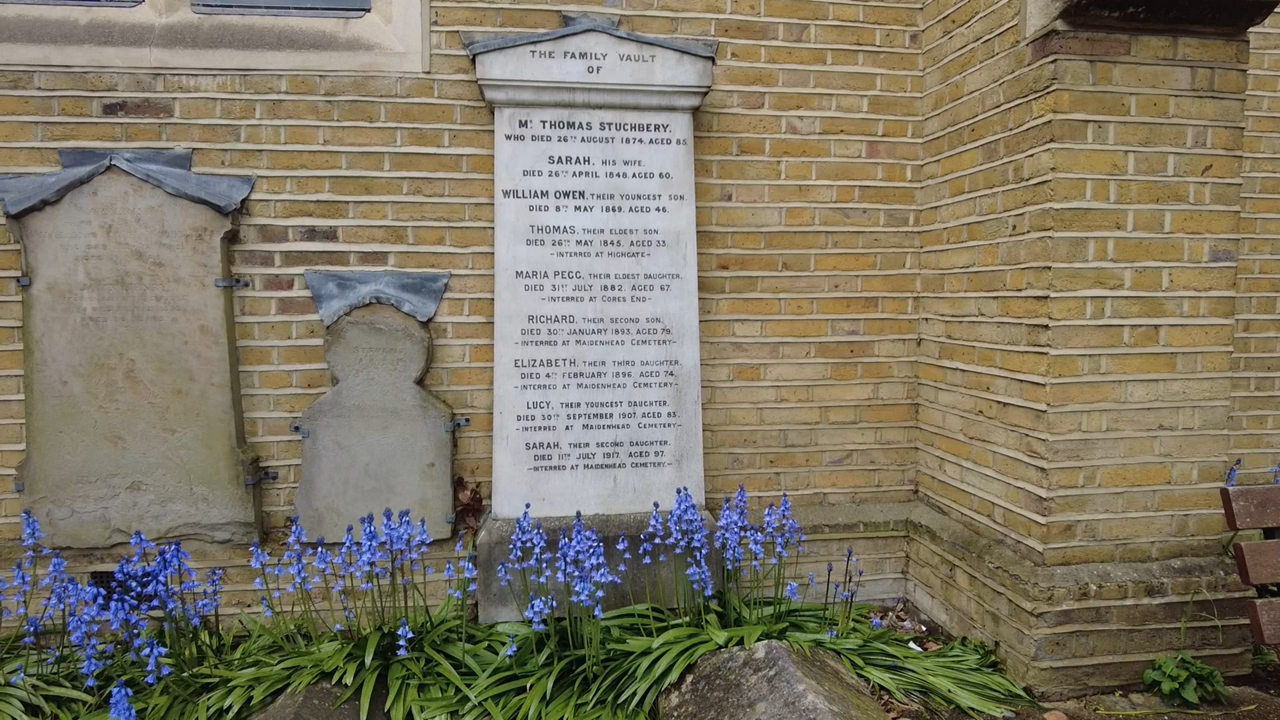 THE FAMILY VAULT
OF
MR THOMAS STUCHBERY.
WHO DIED 26TH AUGUST 1874. AGED 85
SARAH, HIS WIFE.
DIED 26TH APRIL 1848. AGED 60.
WILLIAM OWEN, THEIR YOUNGEST SON.
DIED 8TH MAY 1869. AGED 46.
THOMAS, THEIR ELDEST SON.
DIED 26TH MAY 1845. AGED 33.
-INTERRED AT HIGHGATE-
MARIA PEGG, THEIR ELDEST DAUGHTER.
DIED 31ST JULY 1882. AGED 67.
-INTERRED AT CORES END-
RICHARD, THEIR SECOND SON.
DIED 30TH JANUARY 1893. AGED 79.
-INTERRED AT MAIDENHEAD CEMETERY-
ELIZABETH, THEIR THIRD DAUGHTER.
DIED 4TH FEBRUARY 1896. AGED 74.
-INTERRED AT MAIDENHEAD CEMETERY-
LUCY, THEIR YOUNGEST DAUGHTER.
DIED 30TH SEPTEMBER 1907. AGED 83.
-INTERRED AT MAIDENHEAD CEMETERY-
SARAH, THEIR SECOND DAUGHTER.
DIED 11TH JULY 1917. AGED 97.
-INTERRED AT MAIDENHEAD CEMETERY.-